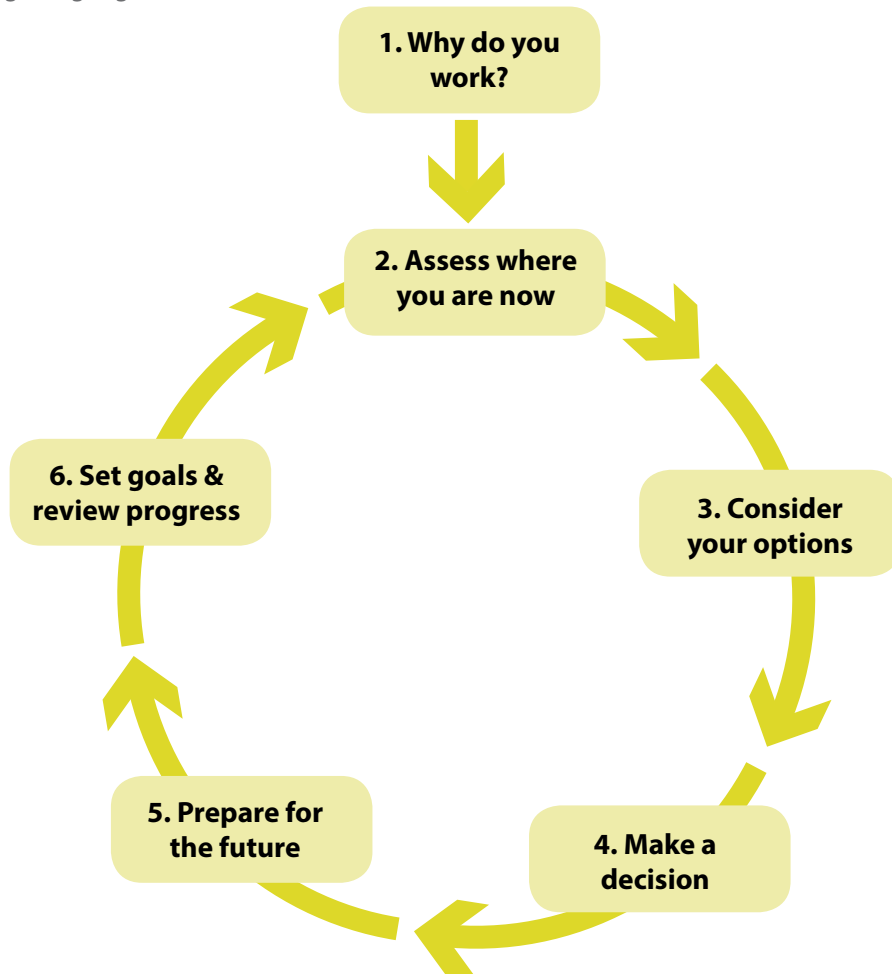 1. Why do you
work?
2. Assess where
you are now
3. Consider
your options
4. Make a
decision
5. Prepare for
the future
6. Set goals &
review progress